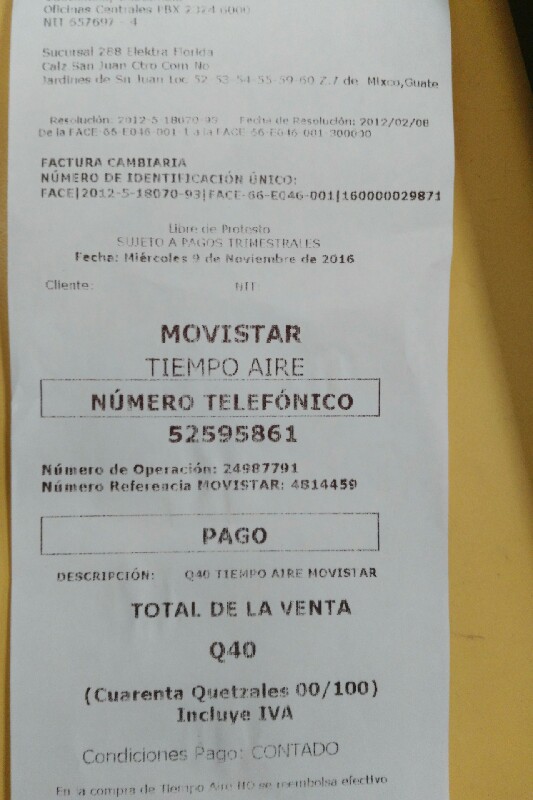 Oficinas Centrales PBX 2324 6000
NIT 557697 - 4
Sucursal 288 Elektra Florida
Calz San Juan Ctro Com No
Jardines de Sn Juan Loc 52-53-54-55-59-60 Z.7 de Mixco,Guate
Resolución: 2012-5-18070-93 Fecha de Resolución: 2012/02/08
De la FACE-66-E046-001 1 a la FACE-66-E046-001-300000
FACTURA CAMBIARIA
NÚMERO DE IDENTIFICACIÓN ÚNICO:
FACE|2012-5-18070-93|FACE-66-E046-001|160000029871
Libre de Protesto
SUJETO A PAGOS TRIMESTRALES
Fecha: Miércoles 9 de Noviembre de 2016
Cliente: NIT
MOVISTAR
TIEMPO AIRE
NÚMERO TELEFÓNICO
52595861
Número de Operación: 24987791
Número Referencia MOVISTAR: 4814459
PAGO
DESCRIPCIÓN: Q40 TIEMPO AIRE MOVISTAR
TOTAL DE LA VENTA
Q40
(Cuarenta Quetzales 00/100)
Incluye IVA
Condiciones Pago: CONTADO
En la compra de Tiempo Aire NO se reembolsa efectivo